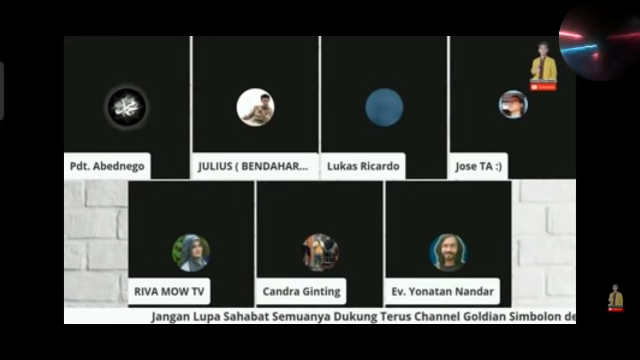 Pdt. Abednego
JULIUS ( BENDAHAR...
Lukas Ricardo
Jose TA :)
RIVA MOW TV
Candra Ginting
Ev. Yonatan Nandar
Jangan Lupa Sahabat Semuanya Dukung Terus Channel Goldian Simbolon de